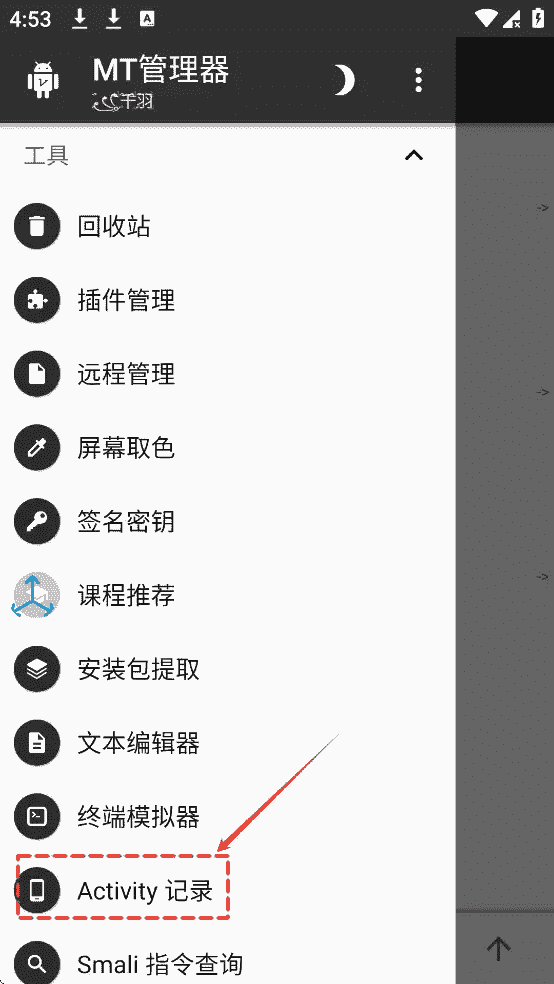 4:53
A
MT管理器
千羽
工具
回收站
插件管理
远程管理
屏幕取色
签名密钥
课程推荐
安装包提取
文本编辑器
终端模拟器
Activity 记录
Smali 指令查询
->
->
->